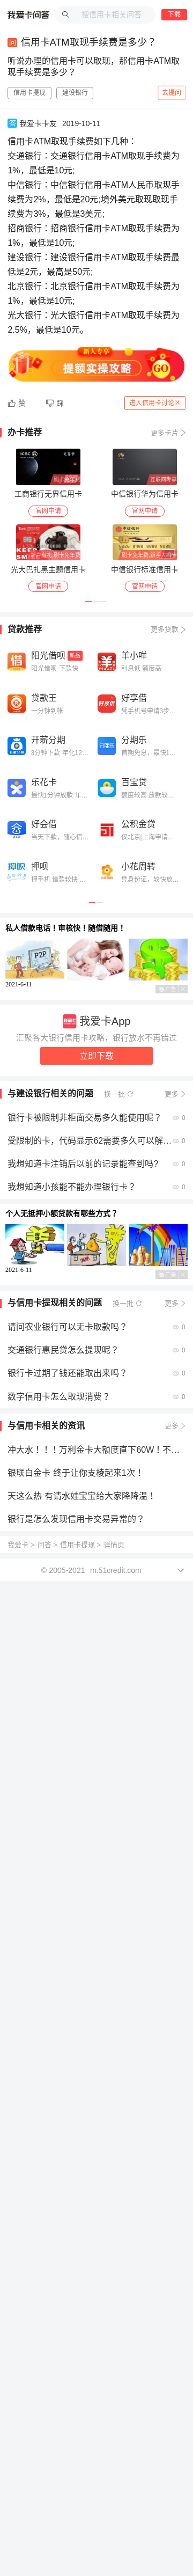 我爱卡问答
搜信用卡相关问答
下载
问 信用卡ATM取现手续费是多少？
听说办理的信用卡可以取现，那信用卡ATM取现手续费是多少？
信用卡提现
建设银行
去提问
答 我爱卡卡友 2019-10-11
信用卡ATM取现手续费如下几种：
交通银行：交通银行信用卡ATM取现手续费为1%，最低是10元;
中信银行：中信银行信用卡ATM人民币取现手续费为2%，最低是20元;境外美元取现取现手续费为3%，最低是3美元;
招商银行：招商银行信用卡ATM取现手续费为1%，最低是10元;
建设银行：建设银行信用卡ATM取现手续费最低是2元，最高是50元;
北京银行：北京银行信用卡ATM取现手续费为1%，最低是10元;
光大银行：光大银行信用卡ATM取现手续费为2.5%，最低是10元。
新人专享
提额实操攻略
GO
赞
踩
进入信用卡讨论区
办卡推荐
更多卡片
工商银行无界信用卡
中信银行华为信用卡
官网申请
官网申请
光大巴扎黑主题信用卡
中信银行标准信用卡
官网申请
官网申请
贷款推荐
更多贷款
阳光借呗 新品
阳光借呗-下款快
羊小咩
利息低 额度高
贷款王
一分钟到帐
好享借
凭手机号申请3步...
开薪分期
3分钟下款 年化12...
分期乐
首期免息，最快1...
乐花卡
最快1分钟放款 年...
百宝贷
额度较高 放款较...
好会借
当天下款，随心借...
公积金贷
仅北京|上海申请...
押呗
押手机 借款较快 ...
小花周转
凭身份证，较快放...
私人借款电话！审核快！随借随用！
P2P
2021-6-11
广告
我爱卡App
汇聚各大银行信用卡攻略，银行放水不再错过
立即下载
与建设银行相关的问题
换一批
更多
银行卡被限制非柜面交易多久能使用呢？
0
受限制的卡，代码显示62需要多久可以解...
0
我想知道卡注销后以前的记录能查到吗?
0
我想知道小孩能不能办理银行卡？
0
个人无抵押小额贷款有哪些方式？
2021-6-11
广告
与信用卡提现相关的问题
换一批
更多
请问农业银行可以无卡取款吗？
0
交通银行惠民贷怎么提现呢？
0
银行卡过期了钱还能取出来吗？
0
数字信用卡怎么取现消费？
0
与信用卡相关的资讯
更多
冲大水！！！万利金卡大额度直下60W！不...
银联白金卡 终于让你支棱起来1次！
天这么热 有请水娃宝宝给大家降降温！
银行是怎么发现信用卡交易异常的？
我爱卡 > 问答 > 信用卡提现 > 详情页
© 2005-2021 m.51credit.com